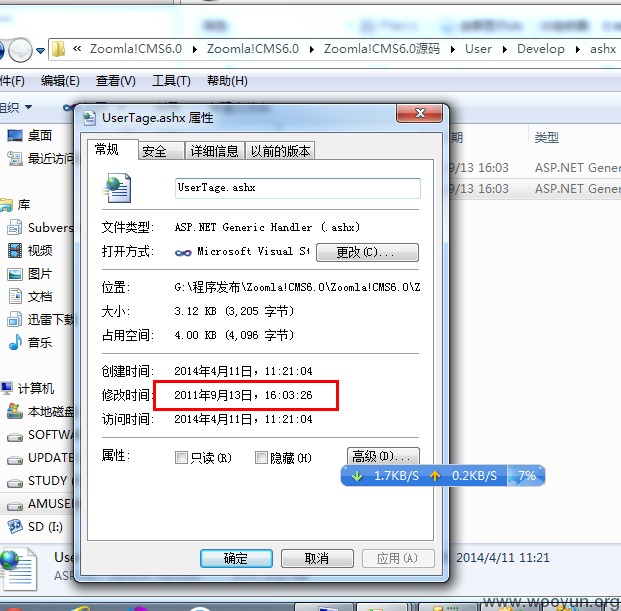 « Zoomla!CMS6.0 ▸ Zoomla!CMS6.0 ▸ Zoomla!CMS6.0源码 ▸ User ▸ Develop ▸ ashx
件(F) 编辑(E) 查看(V) 工具(T) 帮助(H)
组织
UserTage.ashx 属性
常规 安全 详细信息 以前的版本
UserTage.ashx
文件类型: ASP.NET Generic Handler (.ashx)
打开方式: Microsoft Visual St 更改(C)...
位置: G:\程序发布\Zoomla!CMS6.0\Zoomla!CMS6.0\Z
大小: 3.12 KB (3,205 字节)
占用空间: 4.00 KB (4,096 字节)
创建时间: 2014年4月11日，11:21:04
修改时间: 2011年9月13日，16:03:26
访问时间: 2014年4月11日，11:21:04
属性: 只读(R) 隐藏(H) 高级(D)...
1.7KB/S 0.2KB/S 7%
确定 取消 应用(A)
桌面
最近访问
库
Subvers
视频
图片
文档
迅雷下载
音乐
计算机
本地磁盘
SOFTWA
UPDATE
STUDY
AMUSE
SD (I:)
期 类型
9/13 16:03 ASP.NET Gener
9/13 16:03 ASP.NET Gener
Use
ASP
2014/4/11 11:21
www.wooyun.org